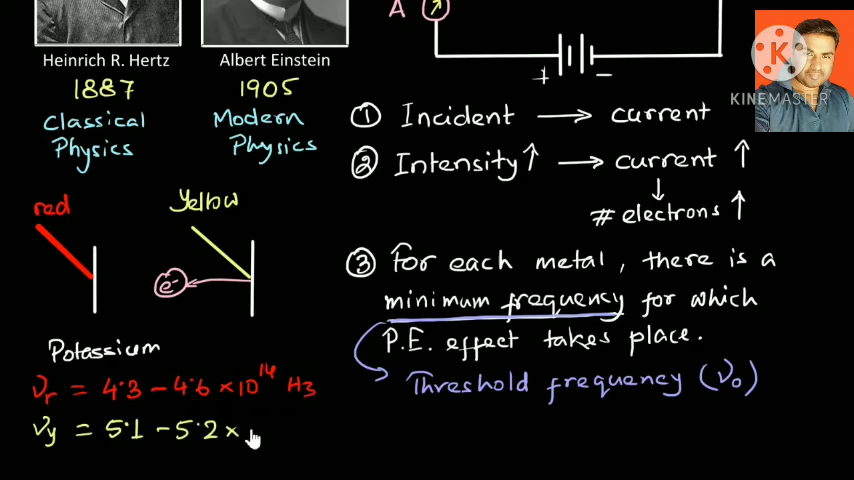 Heinrich R. Hertz
1887
Classical
Physics
Albert Einstein
1905
Modern
Physics
A
+ −
KINEMASTER
① Incident → current
② Intensity ↑ → current ↑
↓
# electrons ↑
red
Yellow
e-
③ For each metal, there is a
minimum frequency for which
P.E. effect takes place.
Threshold frequency (ν₀)
Potassium
νr = 4.3 − 4.6 × 10¹⁴ Hz
νy = 5.1 − 5.2 ×